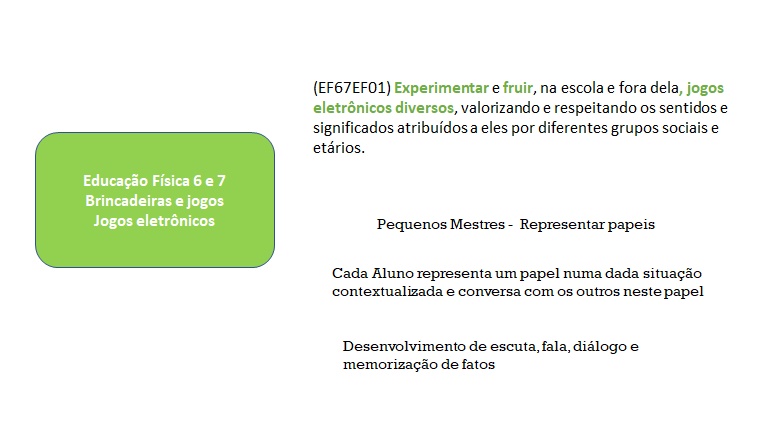 (EF67EF01) Experimentar e fruir, na escola e fora dela, jogos
eletrônicos diversos, valorizando e respeitando os sentidos e
significados atribuídos a eles por diferentes grupos sociais e
etários.
Educação Física 6 e 7
Brincadeiras e jogos
Jogos eletrônicos
Pequenos Mestres - Representar papeis
Cada Aluno representa um papel numa dada situação
contextualizada e conversa com os outros neste papel
Desenvolvimento de escuta, fala, diálogo e
memorização de fatos